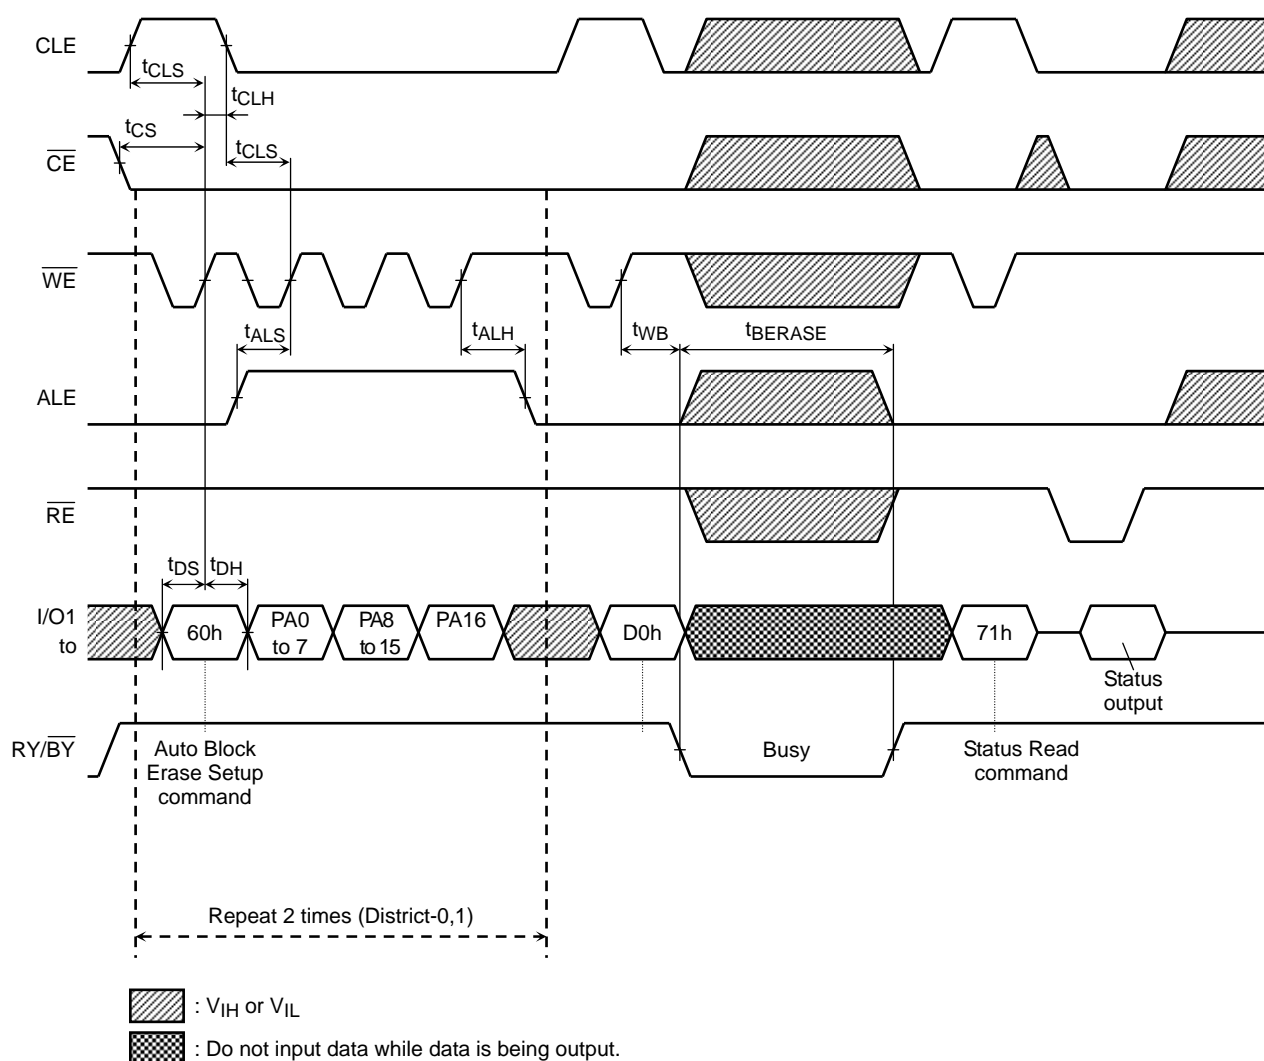 CLE
tCLS
tCLH
tCS
CE
tCLS
WE
tALS
tALH
tWB
tBERASE
ALE
RE
tDS
tDH
I/O1
to
60h
PA0
to 7
PA8
to 15
PA16
D0h
71h
Status
output
RY/BY
Auto Block
Erase Setup
command
Busy
Status Read
command
Repeat 2 times (District-0,1)
: VIH or VIL
: Do not input data while data is being output.